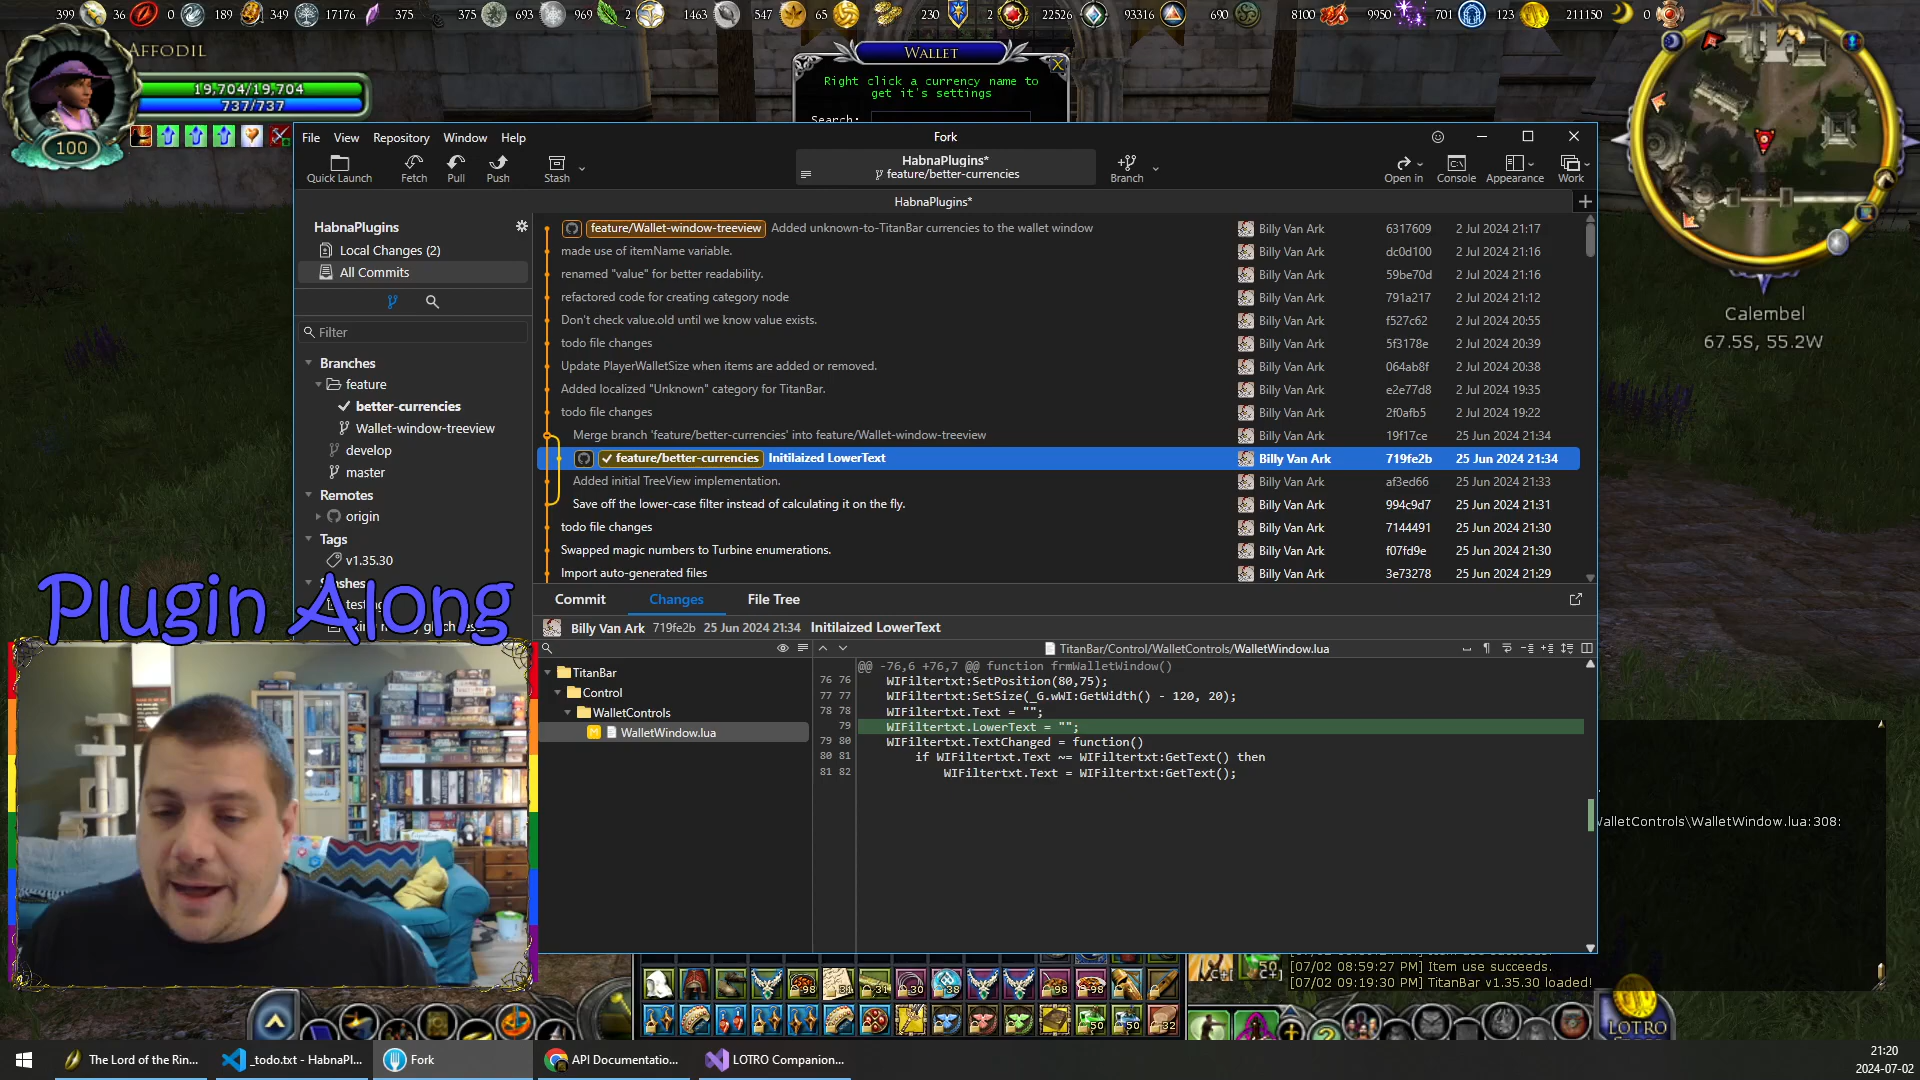 399 36 0 189 349 17176 375 375 693 969 2 1463 547 65 230 2 22526 93316 690 8100 9950 701 123 211150 0
AFFODIL
WALLET
Right click a currency name to
get it's settings
Search:
19,704/19,704
737/737
100
File View Repository Window Help
Fork
Quick Launch Fetch Pull Push Stash
HabnaPlugins*
feature/better-currencies
Branch Open in Console Appearance Work
HabnaPlugins*
HabnaPlugins
Local Changes (2)
All Commits
Filter
Branches
feature
better-currencies
Wallet-window-treeview
develop
master
Remotes
origin
Tags
v1.35.30
feature/Wallet-window-treeview Added unknown-to-TitanBar currencies to the wallet window Billy Van Ark 6317609 2 Jul 2024 21:17
made use of itemName variable. Billy Van Ark dc0d100 2 Jul 2024 21:16
renamed "value" for better readability. Billy Van Ark 59be70d 2 Jul 2024 21:16
refactored code for creating category node Billy Van Ark 791a217 2 Jul 2024 21:12
Don't check value.old until we know value exists. Billy Van Ark f527c62 2 Jul 2024 20:55
todo file changes Billy Van Ark 5f3178e 2 Jul 2024 20:39
Update PlayerWalletSize when items are added or removed. Billy Van Ark 064ab8f 2 Jul 2024 20:38
Added localized "Unknown" category for TitanBar. Billy Van Ark e2e77d8 2 Jul 2024 19:35
todo file changes Billy Van Ark 2f0afb5 2 Jul 2024 19:22
Merge branch 'feature/better-currencies' into feature/Wallet-window-treeview Billy Van Ark 19f17ce 25 Jun 2024 21:34
feature/better-currencies Initilaized LowerText Billy Van Ark 719fe2b 25 Jun 2024 21:34
Added initial TreeView implementation. Billy Van Ark af3ed66 25 Jun 2024 21:33
Save off the lower-case filter instead of calculating it on the fly. Billy Van Ark 994c9d7 25 Jun 2024 21:31
todo file changes Billy Van Ark 7144491 25 Jun 2024 21:30
Swapped magic numbers to Turbine enumerations. Billy Van Ark f07fd9e 25 Jun 2024 21:30
Import auto-generated files Billy Van Ark 3e73278 25 Jun 2024 21:29
Plugin Along
Commit Changes File Tree
Billy Van Ark 719fe2b 25 Jun 2024 21:34 Initilaized LowerText
TitanBar/Control/WalletControls/WalletWindow.lua
TitanBar
Control
WalletControls
WalletWindow.lua
@@ -76,6 +76,7 @@ function frmWalletWindow()
76 76 WIFiltertxt:SetPosition(80,75);
77 77 WIFiltertxt:SetSize(_G.wWI:GetWidth() - 120, 20);
78 78 WIFiltertxt.Text = "";
79 WIFiltertxt.LowerText = "";
79 80 WIFiltertxt.TextChanged = function()
80 81 if WIFiltertxt.Text ~= WIFiltertxt:GetText() then
81 82 WIFiltertxt.Text = WIFiltertxt:GetText();
Calembel
67.5S, 55.2W
WalletControls\WalletWindow.lua:308:
[07/02 08:59:27 PM] Item use succeeds.
[07/02 09:19:30 PM] TitanBar v1.35.30 loaded!
98 31 31 30 38 98 98
50 50 32
LOTRO
The Lord of the Rin... _todo.txt - HabnaPl... Fork API Documentatio... LOTRO Companion...
21:20
2024-07-02